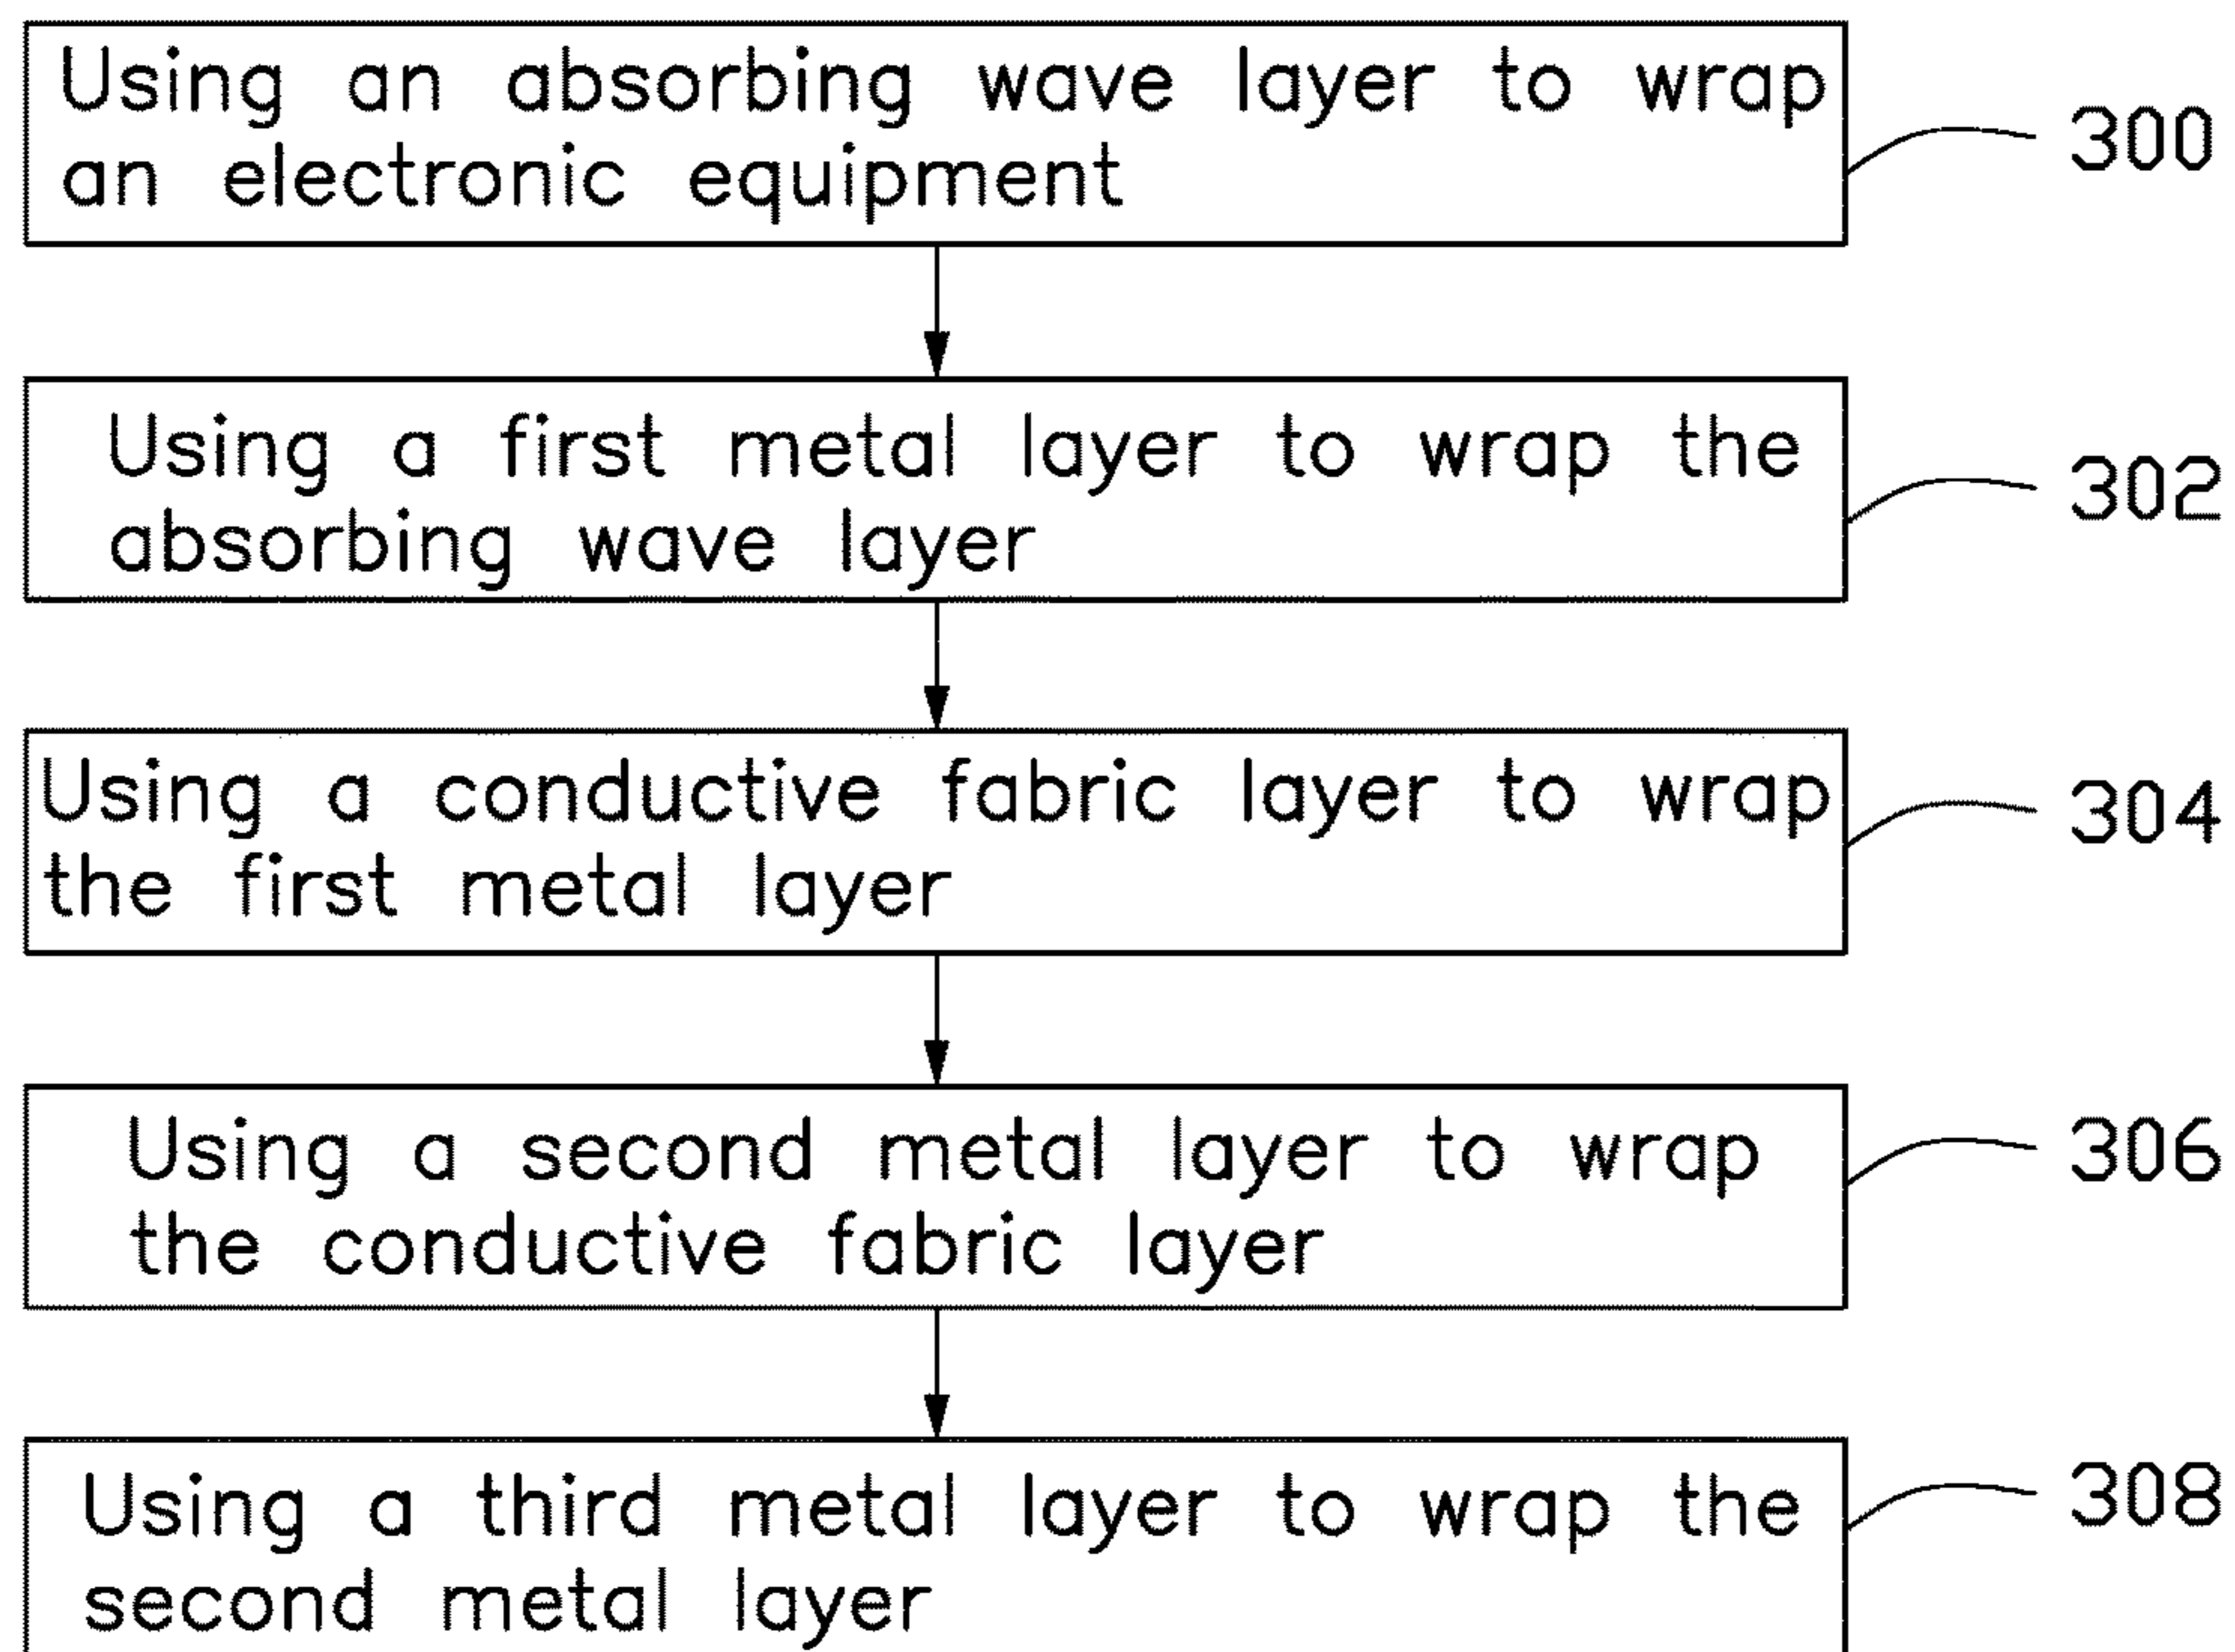 Using an absorbing wave layer to wrap
an electronic equipment
300
Using a first metal layer to wrap the
absorbing wave layer
302
Using a conductive fabric layer to wrap
the first metal layer
304
Using a second metal layer to wrap
the conductive fabric layer
306
Using a third metal layer to wrap the
second metal layer
308